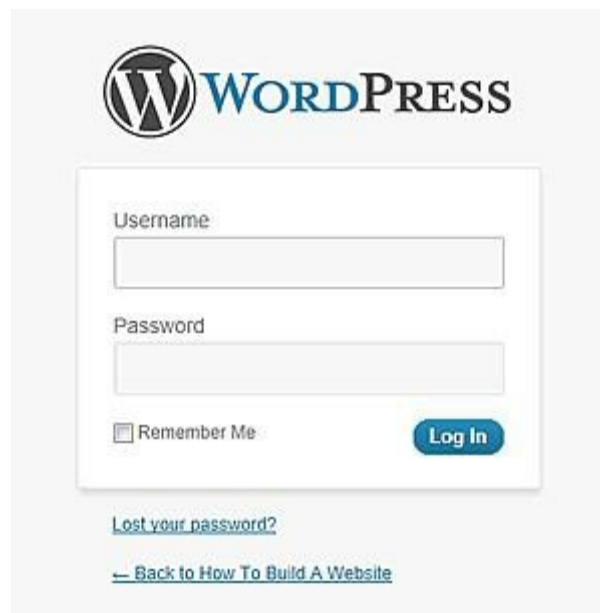 WORDPRESS
Username
Password
Remember Me
Log In
Lost your password?
← Back to How To Build A Website